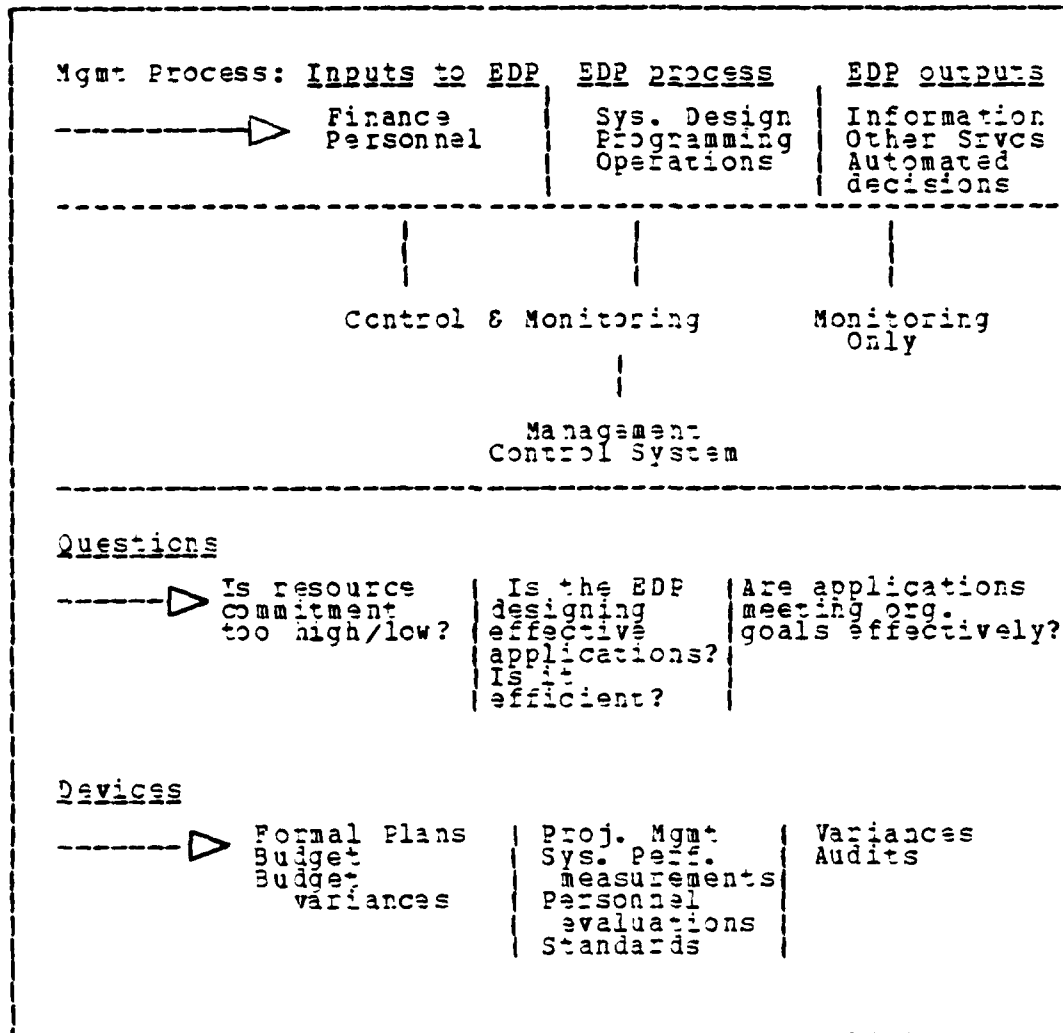 Mgmt Process: Inputs to EDP EDP process EDP outputs
Finance Sys. Design Information
Personnel Programming Other Srvcs
Operations Automated
decisions
Control & Monitoring Monitoring
Only
Management
Control System
Questions
Is resource Is the EDP Are applications
commitment designing meeting org.
too high/low? effective goals effectively?
applications?
Is it
efficient?
Devices
Formal Plans Proj. Mgmt Variances
Budget Sys. Perf. Audits
Budget measurements
variances Personnel
evaluations
Standards